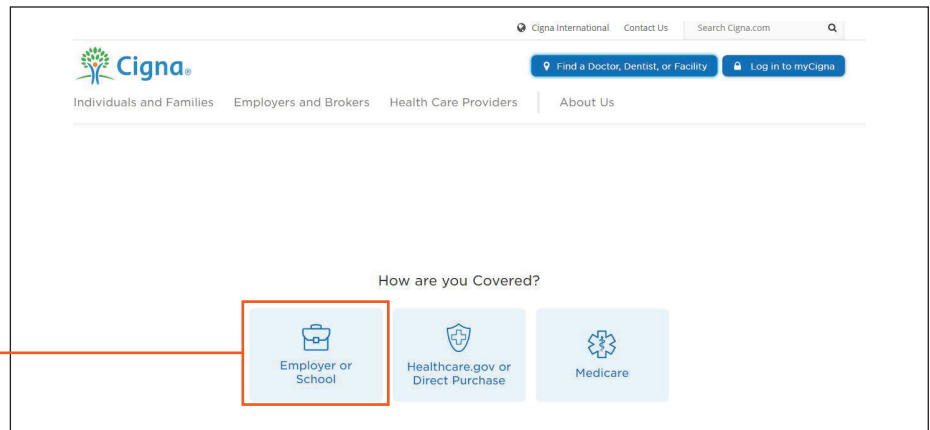 Cigna International Contact Us Search Cigna.com
Cigna®
Find a Doctor, Dentist, or Facility Log in to myCigna
Individuals and Families Employers and Brokers Health Care Providers About Us
How are you Covered?
Employer or
School
Healthcare.gov or
Direct Purchase
Medicare